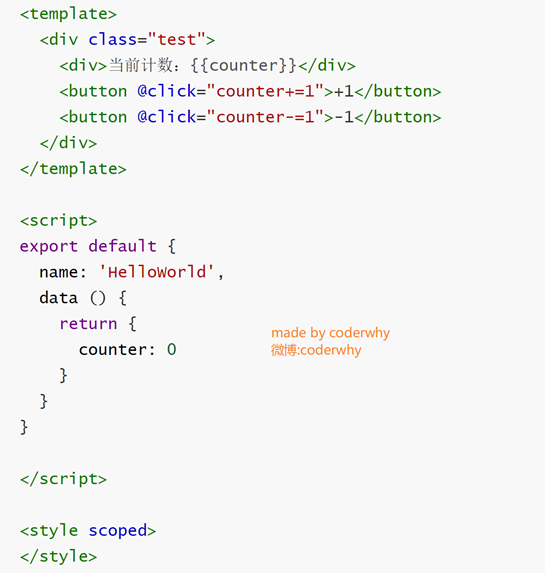 <template>
  <div class="test">
    <div>当前计数：{{counter}}</div>
    <button @click="counter+=1">+1</button>
    <button @click="counter-=1">-1</button>
  </div>
</template>

<script>
export default {
  name: 'HelloWorld',
  data () {
    return {
      counter: 0
    }
  }
}

</script>

<style scoped>
</style>
made by coderwhy
微博:coderwhy